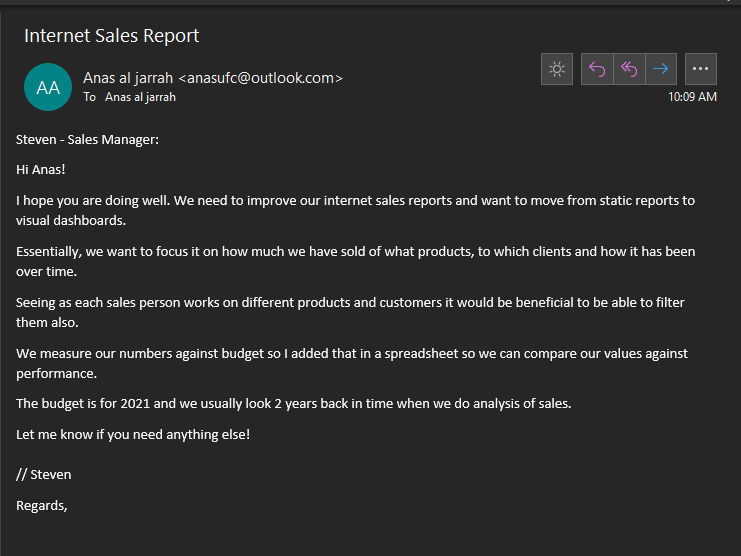 Internet Sales Report
AA
Anas al jarrah <anasufc@outlook.com>
To Anas al jarrah
10:09 AM
Steven - Sales Manager:
Hi Anas!
I hope you are doing well. We need to improve our internet sales reports and want to move from static reports to
visual dashboards.
Essentially, we want to focus it on how much we have sold of what products, to which clients and how it has been
over time.
Seeing as each sales person works on different products and customers it would be beneficial to be able to filter
them also.
We measure our numbers against budget so I added that in a spreadsheet so we can compare our values against
performance.
The budget is for 2021 and we usually look 2 years back in time when we do analysis of sales.
Let me know if you need anything else!
// Steven
Regards,